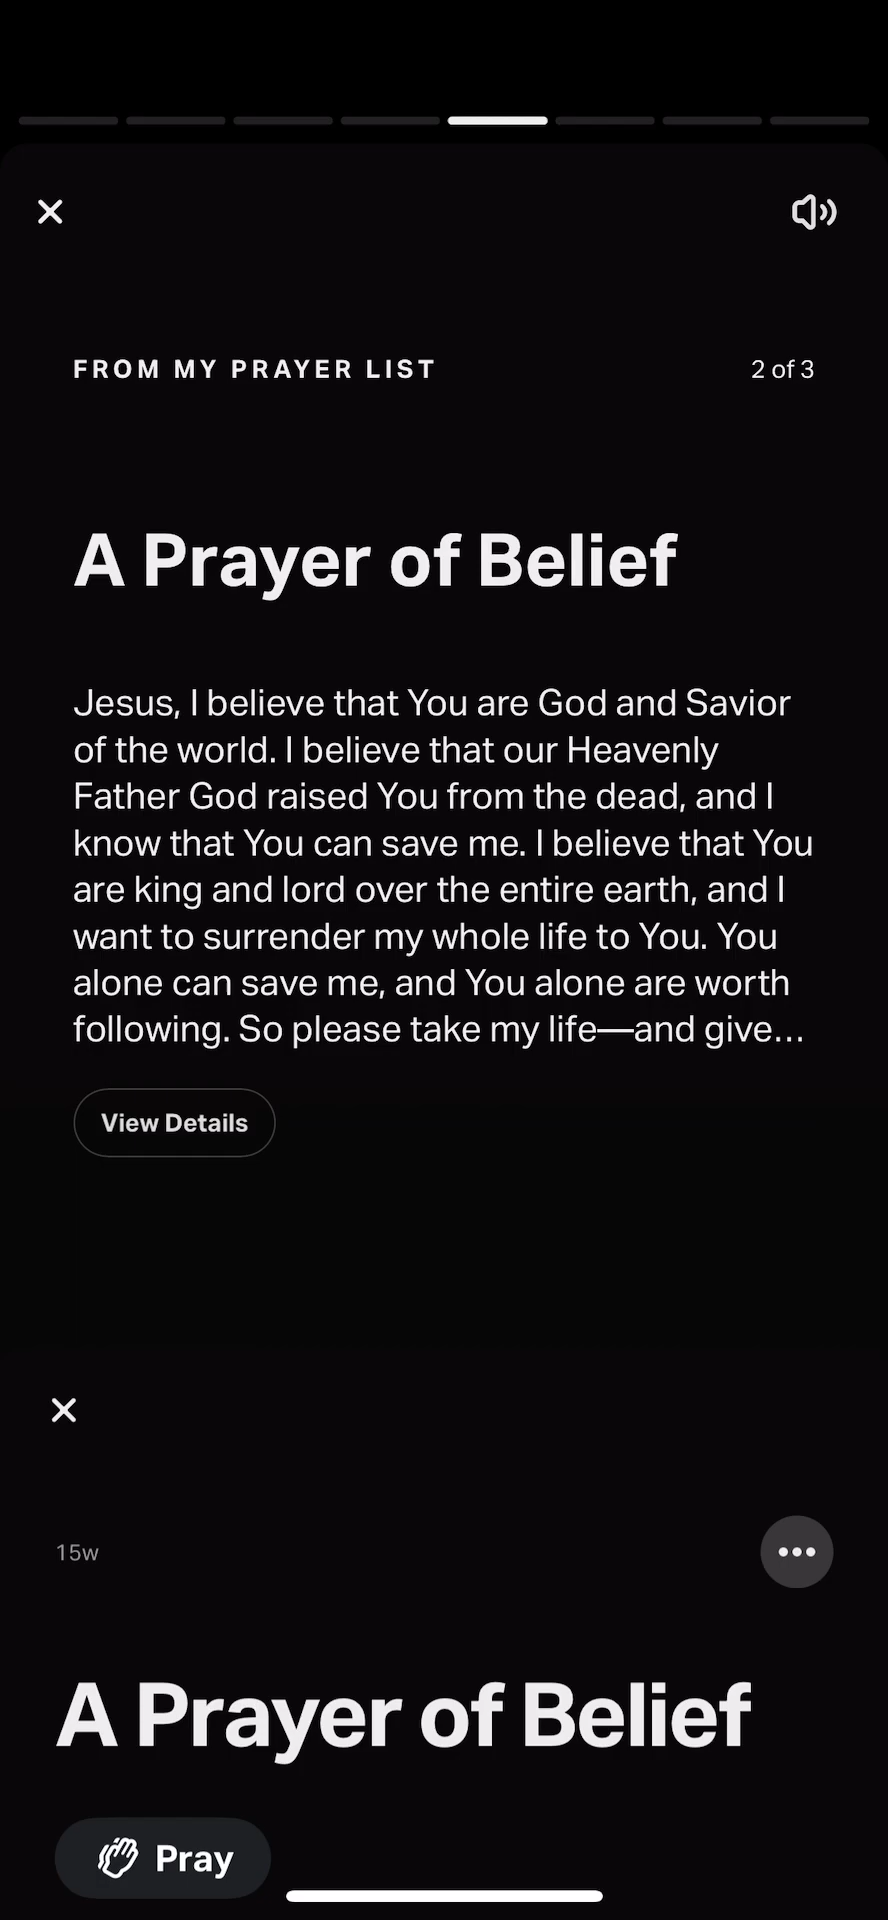 FROM MY PRAYER LIST
2 of 3
A Prayer of Belief
Jesus, I believe that You are God and Savior
of the world. I believe that our Heavenly
Father God raised You from the dead, and I
know that You can save me. I believe that You
are king and lord over the entire earth, and I
want to surrender my whole life to You. You
alone can save me, and You alone are worth
following. So please take my life—and give...
View Details
15w
A Prayer of Belief
Pray